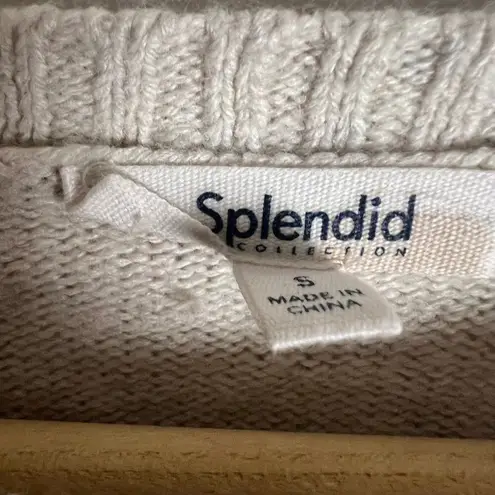 Splendid
COLLECTION
S
MADE IN
CHINA